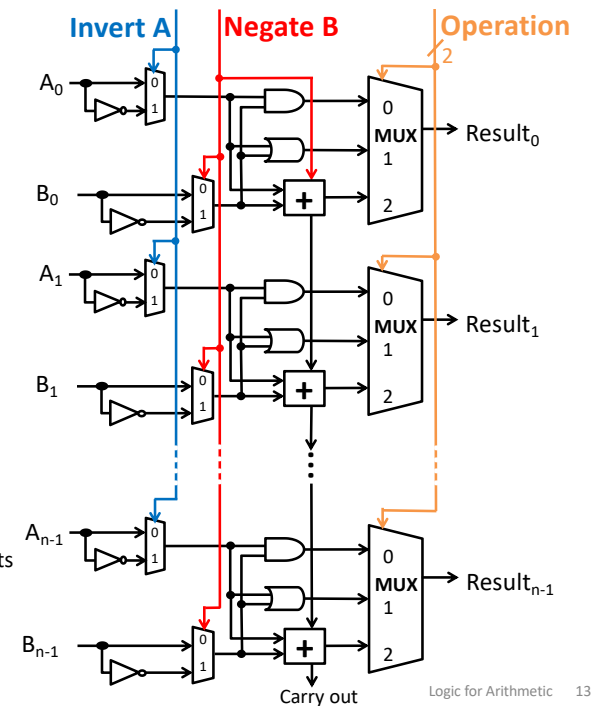 Invert A Negate B Operation
2
A₀ 0 1
0
MUX Result₀
1
B₀ 0 1
+
2
A₁ 0 1
0
MUX Result₁
1
B₁ 0 1
+
2
Aₙ₋₁ 0 1
ts
0
MUX Resultₙ₋₁
1
Bₙ₋₁ 0 1
+
2
Carry out
Logic for Arithmetic 13